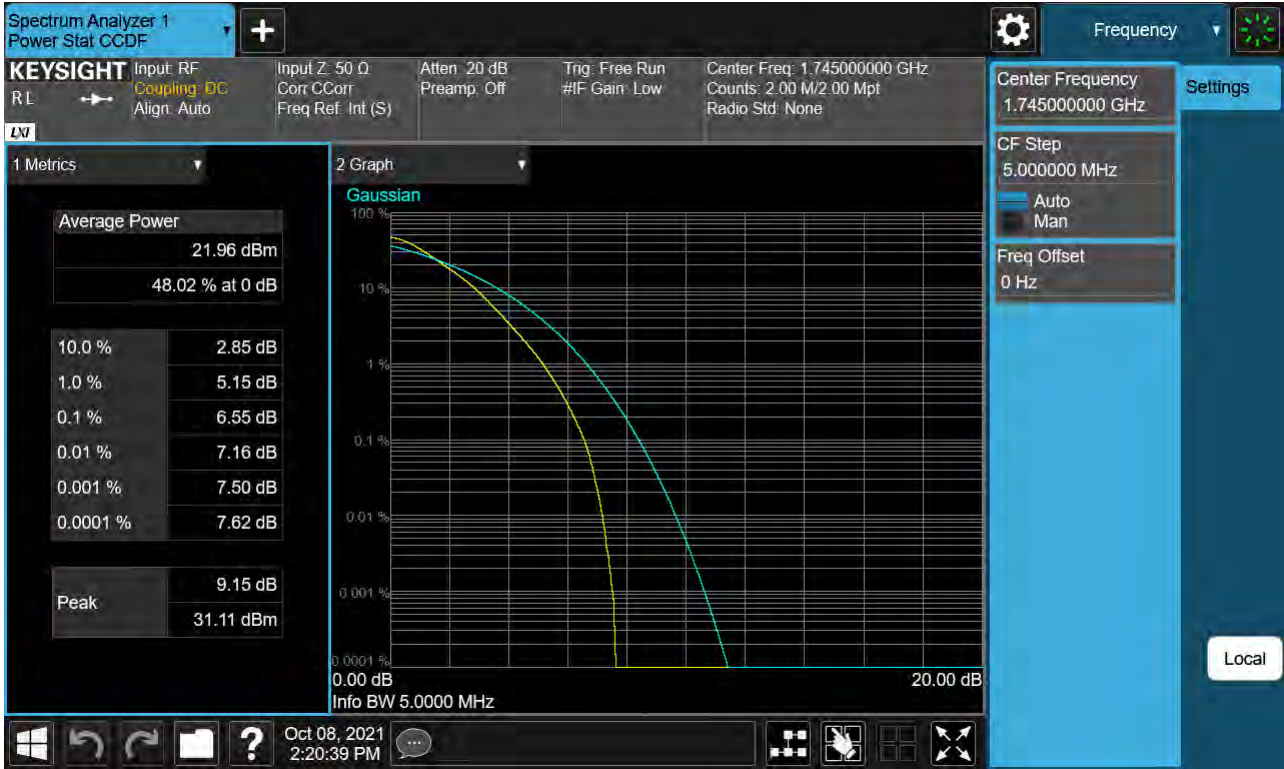 Spectrum Analyzer 1
Power Stat CCDF
Frequency
KEYSIGHT
R L
LXI
Input: RF
Coupling: DC
Align: Auto
Input Z: 50 Ω
Corr CCorr
Freq Ref: Int (S)
Atten: 20 dB
Preamp: Off
Trig: Free Run
#IF Gain: Low
Center Freq: 1.745000000 GHz
Counts: 2.00 M/2.00 Mpt
Radio Std: None
Center Frequency
1.745000000 GHz
Settings
CF Step
5.000000 MHz
Auto
Man
Freq Offset
0 Hz
Local
1 Metrics
Average Power
21.96 dBm
48.02 % at 0 dB
10.0 % 2.85 dB
1.0 % 5.15 dB
0.1 % 6.55 dB
0.01 % 7.16 dB
0.001 % 7.50 dB
0.0001 % 7.62 dB
Peak
9.15 dB
31.11 dBm
2 Graph
Gaussian
100 %
10 %
1 %
0.1 %
0.01 %
0.001 %
0.0001 %
0.00 dB 20.00 dB
Info BW 5.0000 MHz
Oct 08, 2021
2:20:39 PM